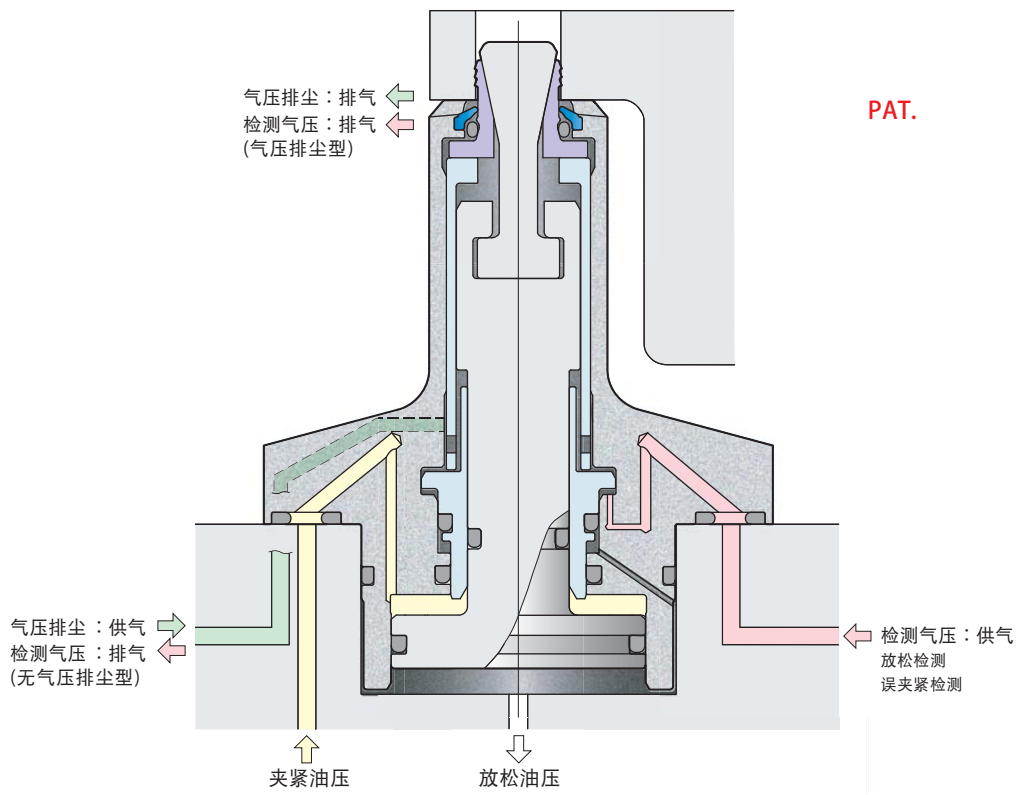 气压排尘：排气
检测气压：排气
(气压排尘型)
PAT.
气压排尘 ：供气
检测气压：排气
(无气压排尘型)
检测气压：供气
放松检测
误夹紧检测
夹紧油压
放松油压